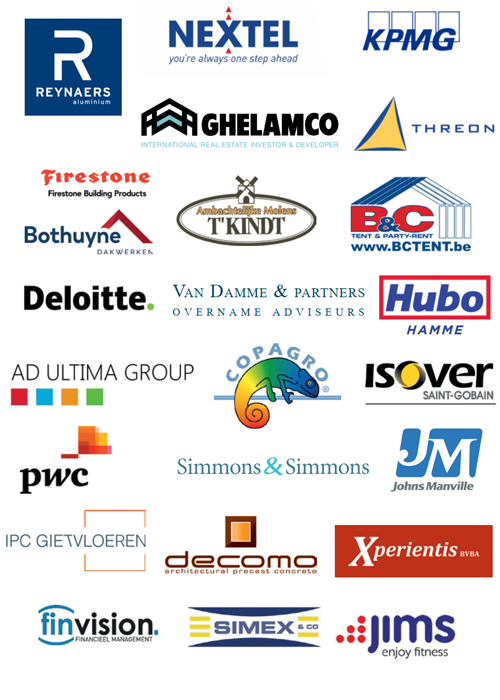 REYNAERS
aluminium
NEXTEL
you're always one step ahead
KPMG
GHELAMCO
INTERNATIONAL REAL ESTATE INVESTOR & DEVELOPER
THREON
Firestone
Firestone Building Products
Bothuyne
DAKWERKEN
Ambachtelijke Molens
T'KINDT
B&C
TENT & PARTY-RENT
www.BCTENT.be
Deloitte.
VAN DAMME & PARTNERS
OVERNAME ADVISEURS
Hubo
HAMME
AD ULTIMA GROUP
COPAGRO®
ISOVER
SAINT-GOBAIN
pwc
Simmons & Simmons
JM
Johns Manville
IPC GIETVLOEREN
decomo
architectural precast concrete
Xperientis BVBA
finvision.
FINANCIEEL MANAGEMENT
SIMEX & CO
jims
enjoy fitness